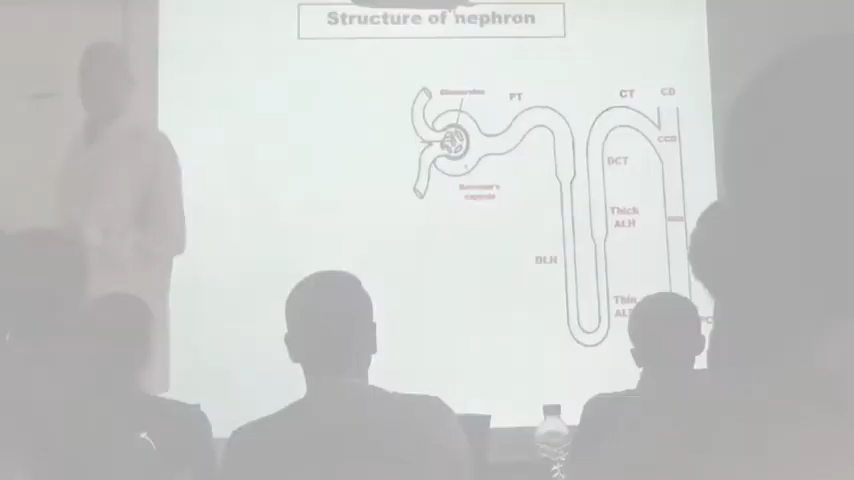 Structure of nephron
Glomerulus
PT
CT
CD
CCD
DCT
Bowman's
capsule
Thick
ALH
DLH
Thin